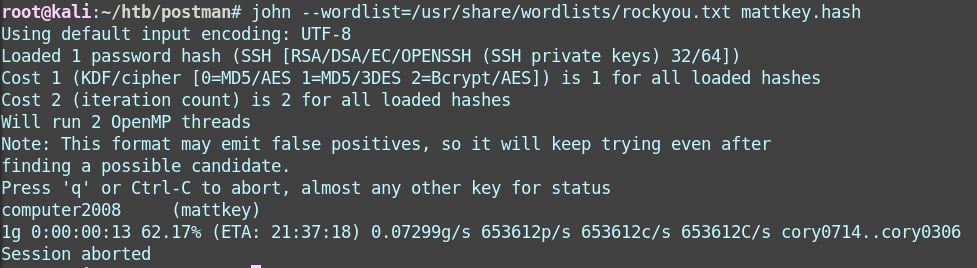 root@kali:~/htb/postman# john --wordlist=/usr/share/wordlists/rockyou.txt mattkey.hash
Using default input encoding: UTF-8
Loaded 1 password hash (SSH [RSA/DSA/EC/OPENSSH (SSH private keys) 32/64])
Cost 1 (KDF/cipher [0=MD5/AES 1=MD5/3DES 2=Bcrypt/AES]) is 1 for all loaded hashes
Cost 2 (iteration count) is 2 for all loaded hashes
Will run 2 OpenMP threads
Note: This format may emit false positives, so it will keep trying even after
finding a possible candidate.
Press 'q' or Ctrl-C to abort, almost any other key for status
computer2008     (mattkey)
1g 0:00:00:13 62.17% (ETA: 21:37:18) 0.07299g/s 653612p/s 653612c/s 653612C/s cory0714..cory0306
Session aborted